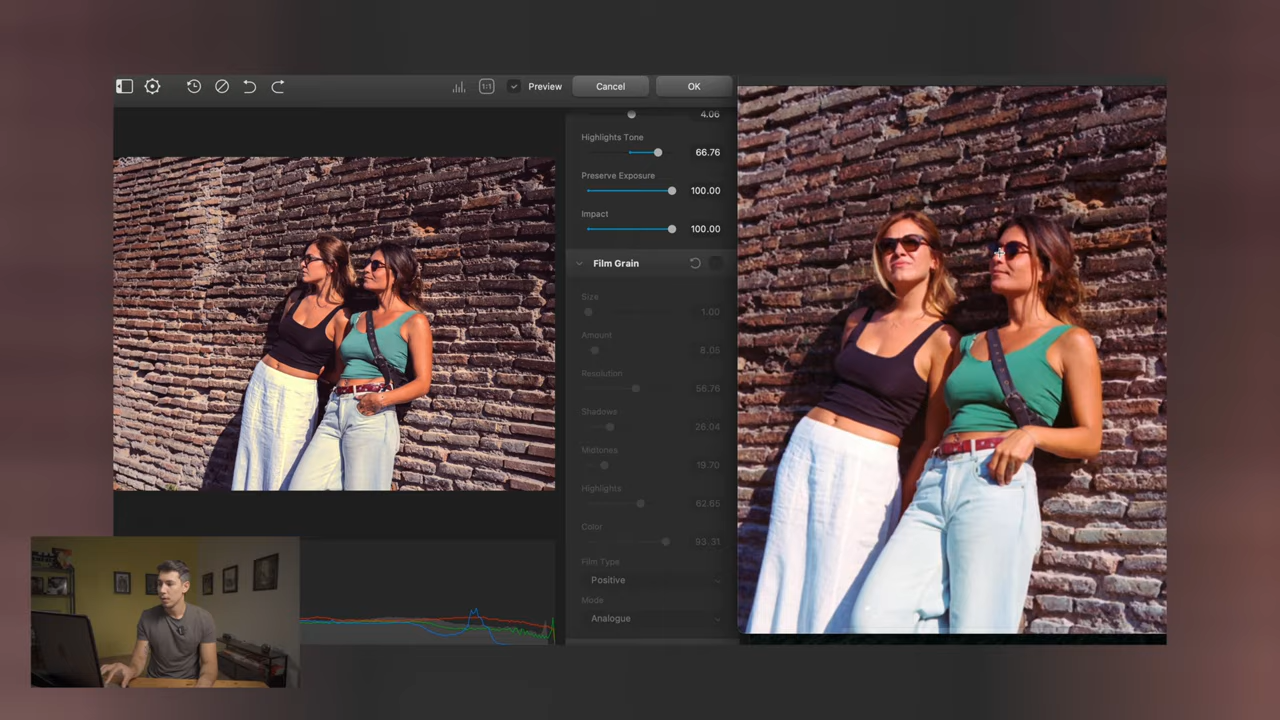 1:1
Preview
Cancel
OK
4.06
Highlights Tone
66.76
Preserve Exposure
100.00
Impact
100.00
Film Grain
Size
1.00
Amount
8.05
Resolution
56.76
Shadows
26.04
Midtones
19.70
Highlights
62.65
Color
93.31
Film Type
Positive
Mode
Analogue